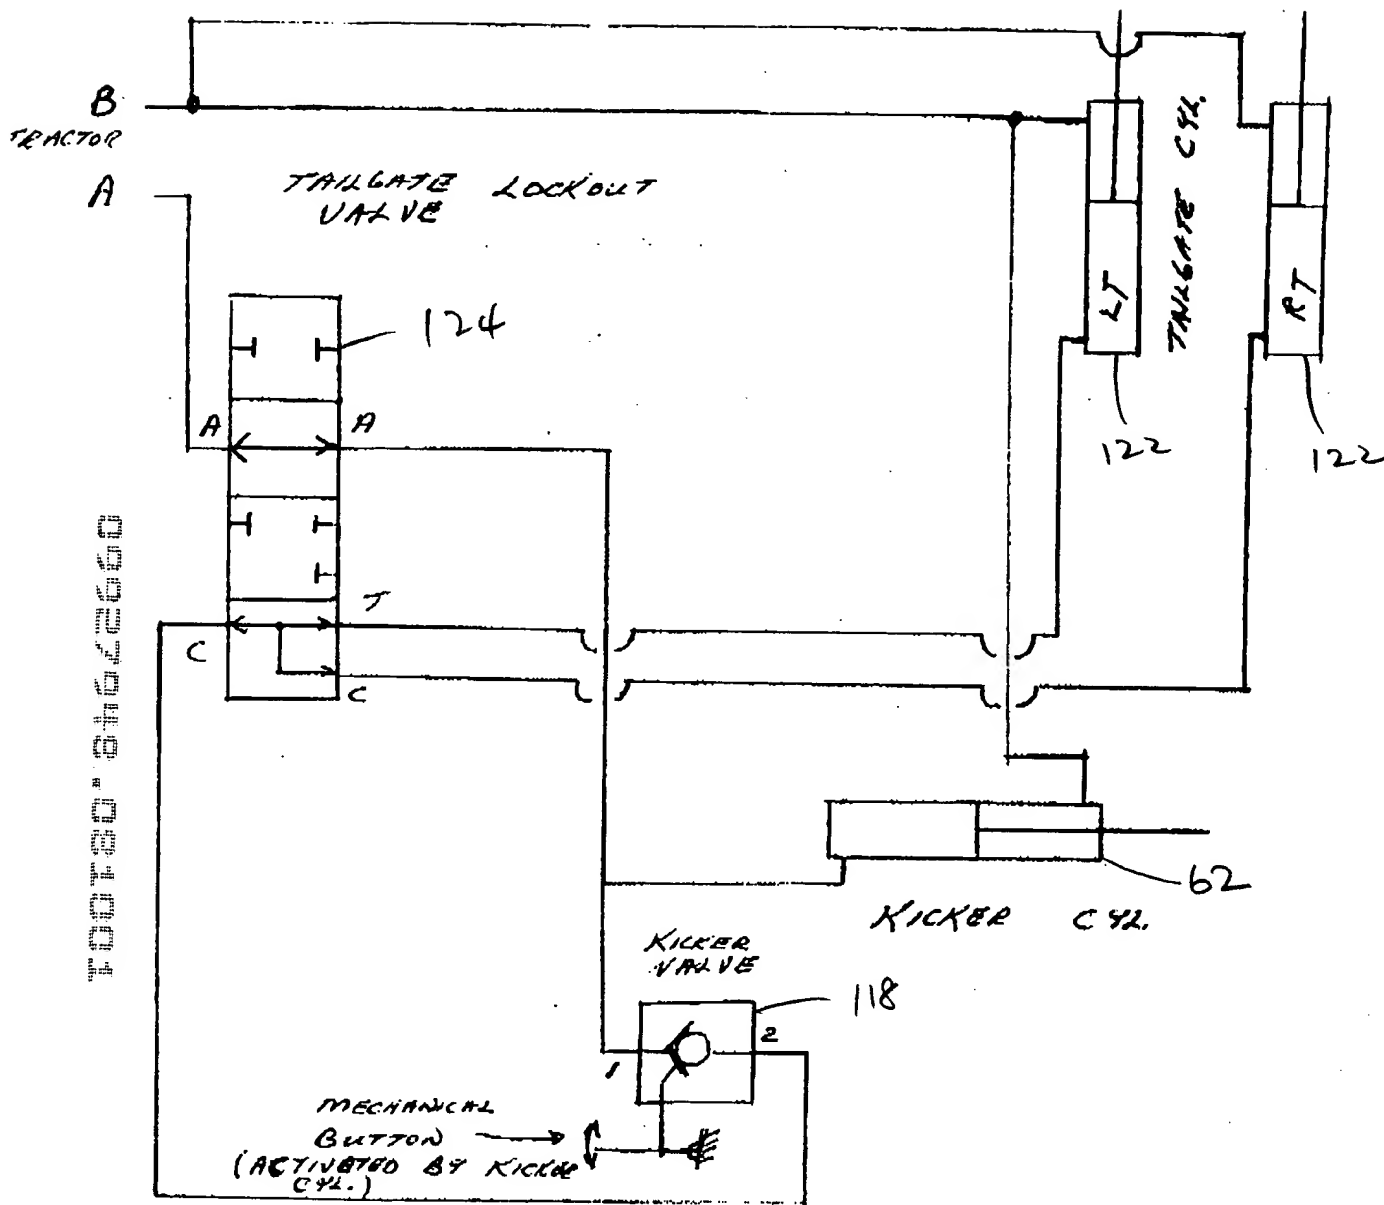 B
TRACTOR
A
TAILGATE LOCKOUT
VALVE
TAILGATE CYL.
LT
RT
122
122
124
A
A
T
C
C
62
KICKER CYL.
KICKER
VALVE
118
1
2
MECHANICAL
BUTTON
(ACTIVATED BY KICKER
CYL.)